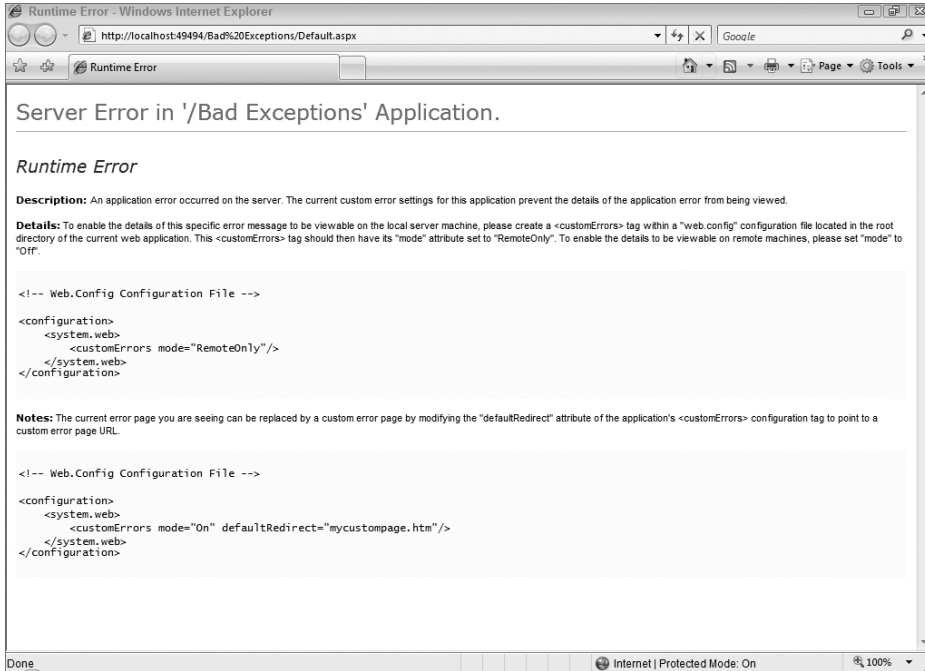 Runtime Error - Windows Internet Explorer
http://localhost:49494/Bad%20Exceptions/Default.aspx
Google
Runtime Error
Page
Tools
Server Error in '/Bad Exceptions' Application.
Runtime Error
Description: An application error occurred on the server. The current custom error settings for this application prevent the details of the application error from being viewed.
Details: To enable the details of this specific error message to be viewable on the local server machine, please create a <customErrors> tag within a "web.config" configuration file located in the root
directory of the current web application. This <customErrors> tag should then have its "mode" attribute set to "RemoteOnly". To enable the details to be viewable on remote machines, please set "mode" to
"Off".
<!-- Web.Config Configuration File -->
<configuration>
    <system.web>
        <customErrors mode="RemoteOnly"/>
    </system.web>
</configuration>
Notes: The current error page you are seeing can be replaced by a custom error page by modifying the "defaultRedirect" attribute of the application's <customErrors> configuration tag to point to a
custom error page URL.
<!-- Web.Config Configuration File -->
<configuration>
    <system.web>
        <customErrors mode="On" defaultRedirect="mycustompage.htm"/>
    </system.web>
</configuration>
Done
Internet | Protected Mode: On
100%